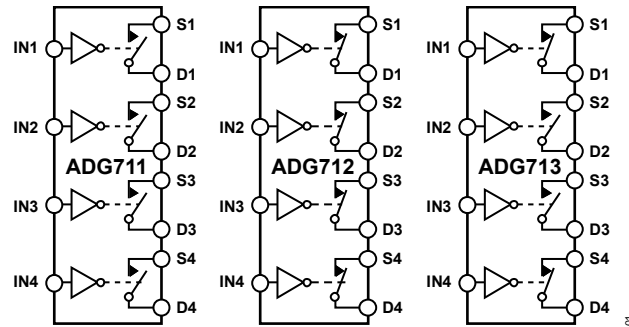 S1
IN1
D1
S2
IN2
D2
ADG711
S3
IN3
D3
S4
IN4
D4
S1
IN1
D1
S2
IN2
D2
ADG712
S3
IN3
D3
S4
IN4
D4
S1
IN1
D1
S2
IN2
D2
ADG713
S3
IN3
D3
S4
IN4
D4